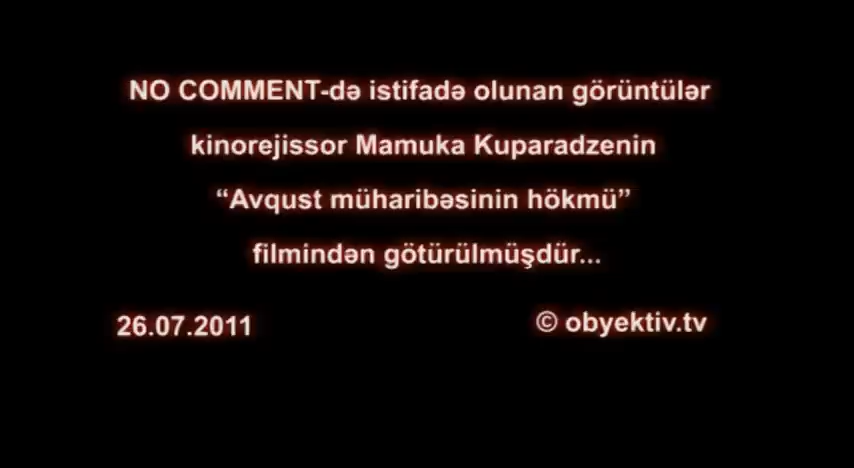 NO COMMENT-də istifadə olunan görüntülər
kinorejissor Mamuka Kuparadzenin
“Avqust müharibəsinin hökmü”
filmindən götürülmüşdür...
26.07.2011
© obyektiv.tv